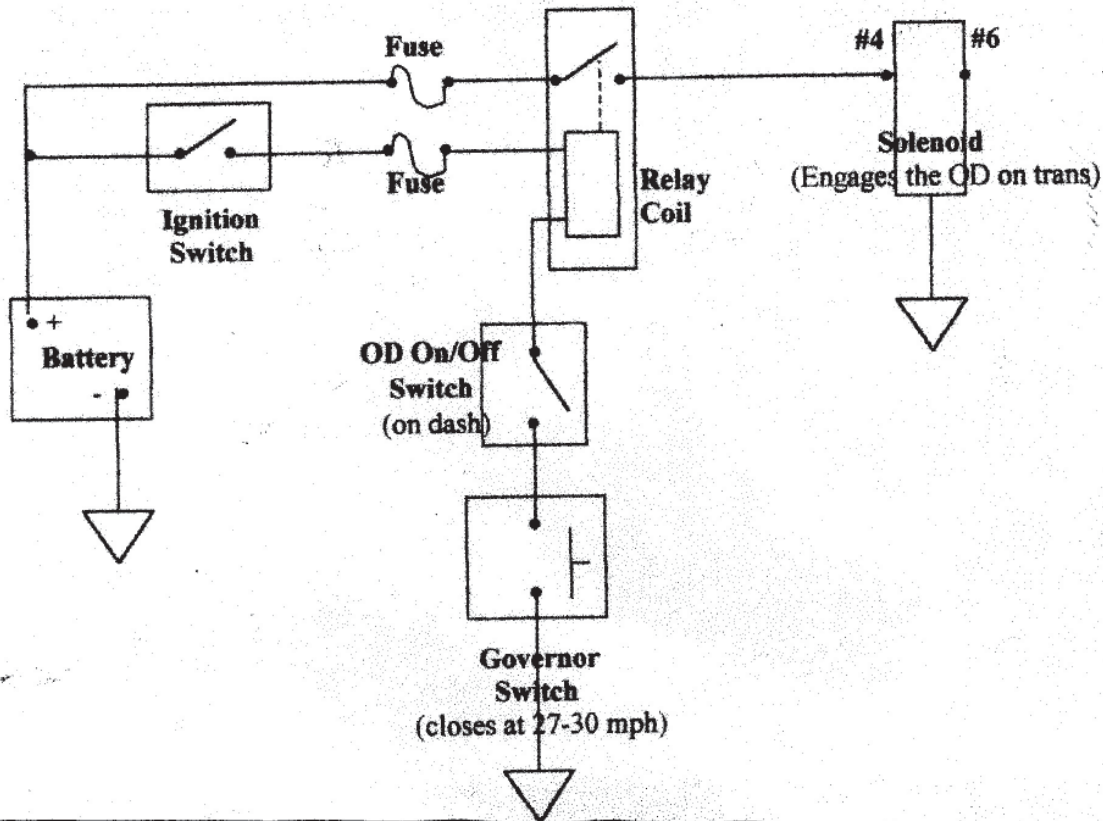 Fuse
#4
#6
Fuse
Solenoid
(Engages the OD on trans)
Relay
Coil
Ignition
Switch
+
Battery
-
OD On/Off
Switch
(on dash)
Governor
Switch
(closes at 27-30 mph)